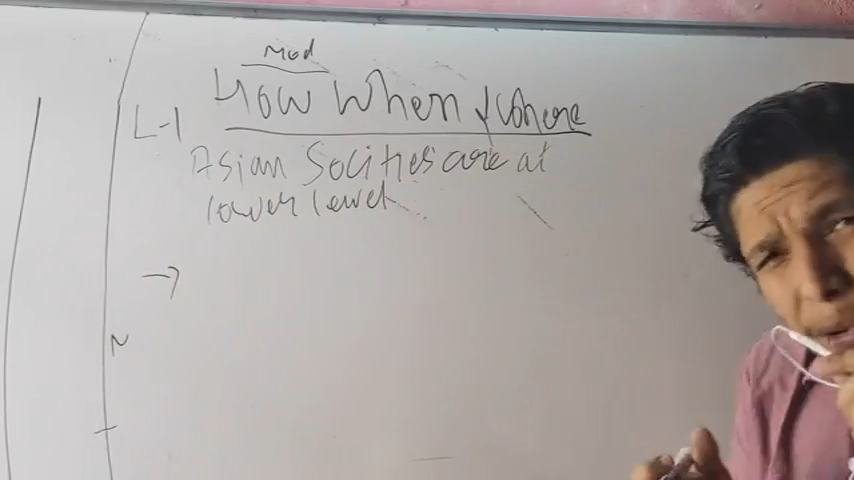 Mod
How When & Where
L-1
Asian Socities are at
lower level
→
N